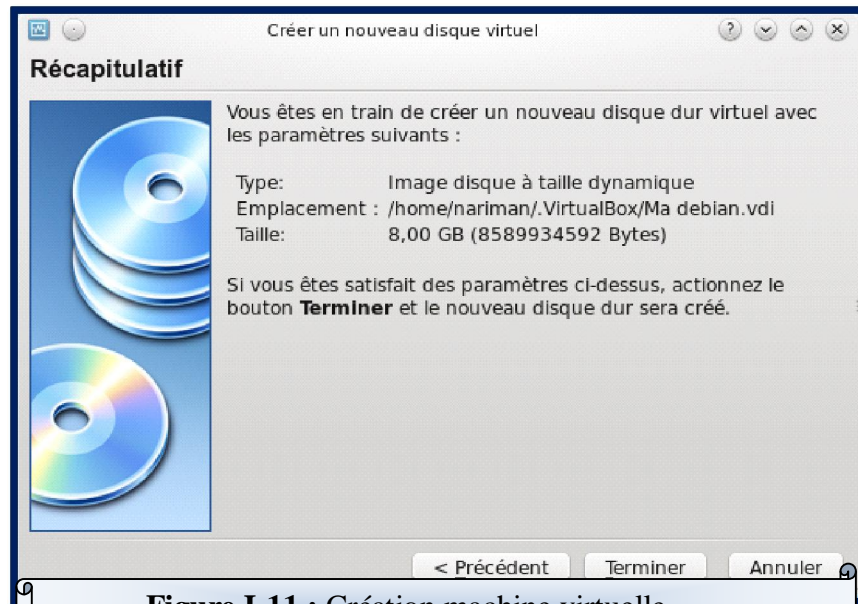 Créer un nouveau disque virtuel
Récapitulatif
Vous êtes en train de créer un nouveau disque dur virtuel avec
les paramètres suivants :
Type: Image disque à taille dynamique
Emplacement : /home/nariman/.VirtualBox/Ma debian.vdi
Taille: 8,00 GB (8589934592 Bytes)
Si vous êtes satisfait des paramètres ci-dessus, actionnez le
bouton Terminer et le nouveau disque dur sera créé.
< Précédent Terminer Annuler
Figure I-11 : Création machine virtuelle